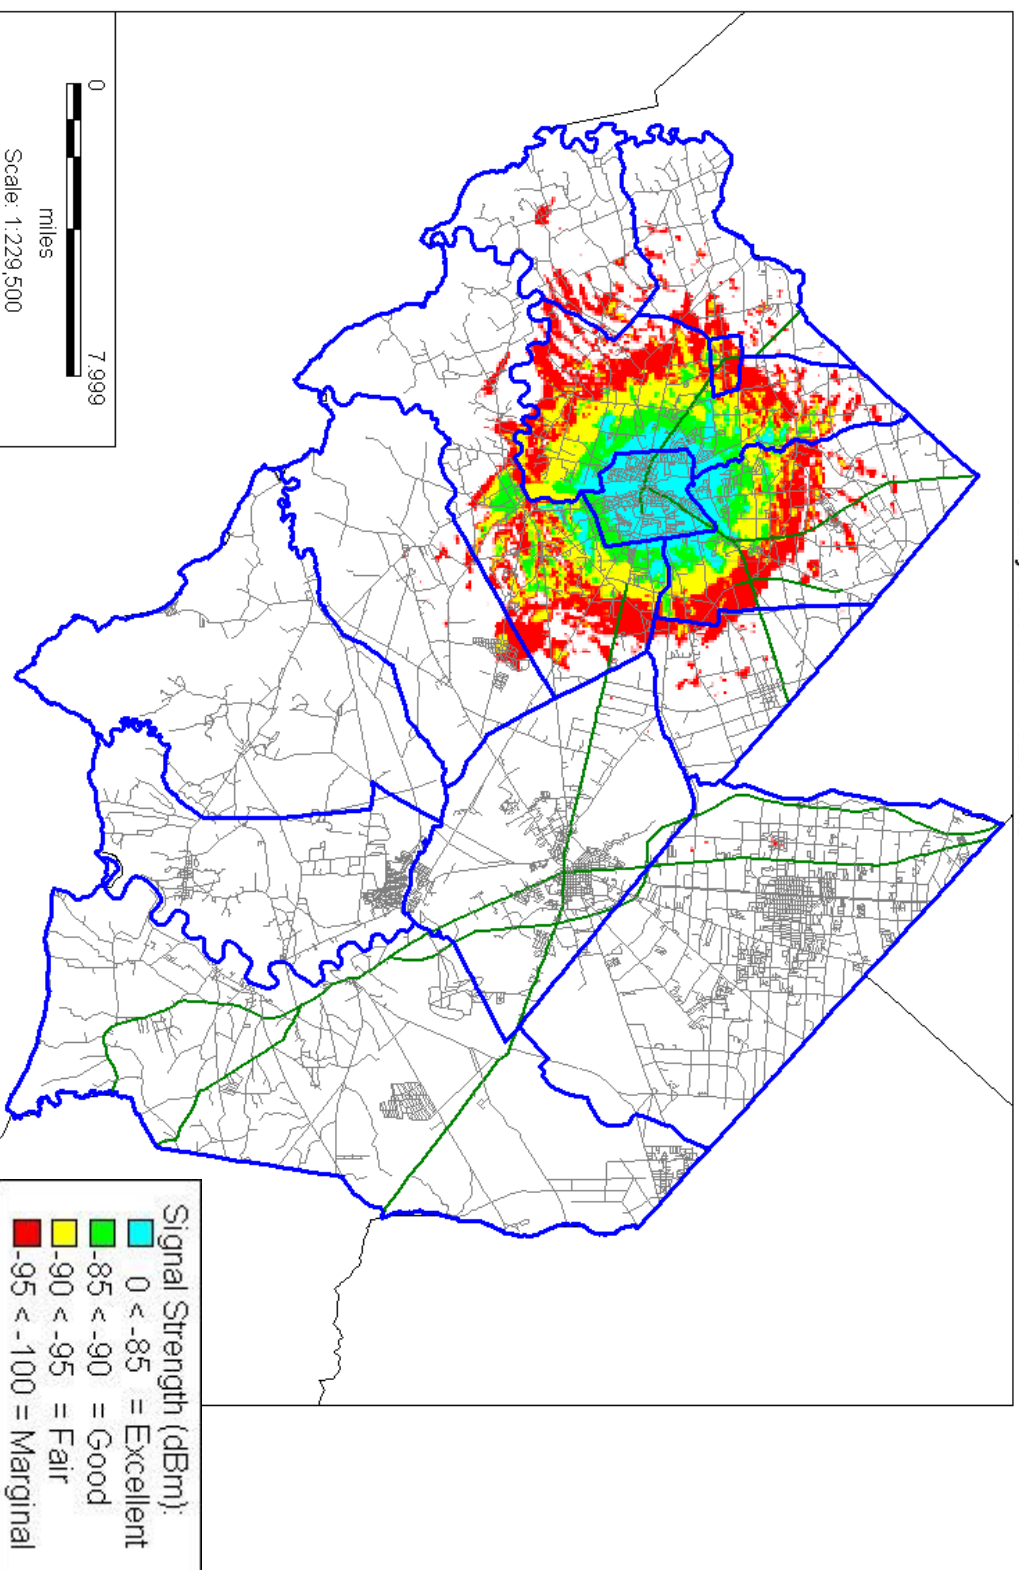 0 7.999
miles
Scale: 1:229,500
Signal Strength (dBm):
0 < -85 = Excellent
-85 < -90 = Good
-90 < -95 = Fair
-95 < -100 = Marginal